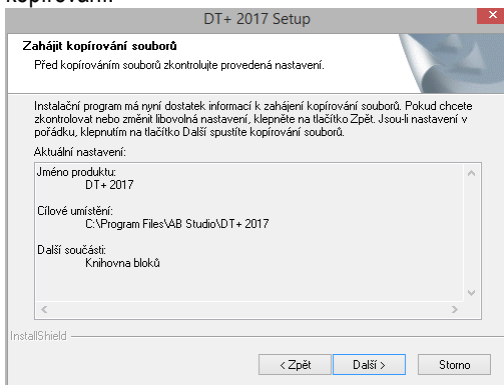 DT+ 2017 Setup
Zahájit kopírování souborů
Před kopírováním souborů zkontrolujte provedená nastavení.
Instalační program má nyní dostatek informací k zahájení kopírování souborů. Pokud chcete
zkontrolovat nebo změnit libovolná nastavení, klepněte na tlačítko Zpět. Jsou-li nastavení v
pořádku, klepnutím na tlačítko Další spustíte kopírování souborů.
Aktuální nastavení:
Jméno produktu:
DT+ 2017
Cílové umístění:
C:\Program Files\AB Studio\DT+ 2017
Další součásti:
Knihovna bloků
InstallShield
< Zpět
Další >
Storno